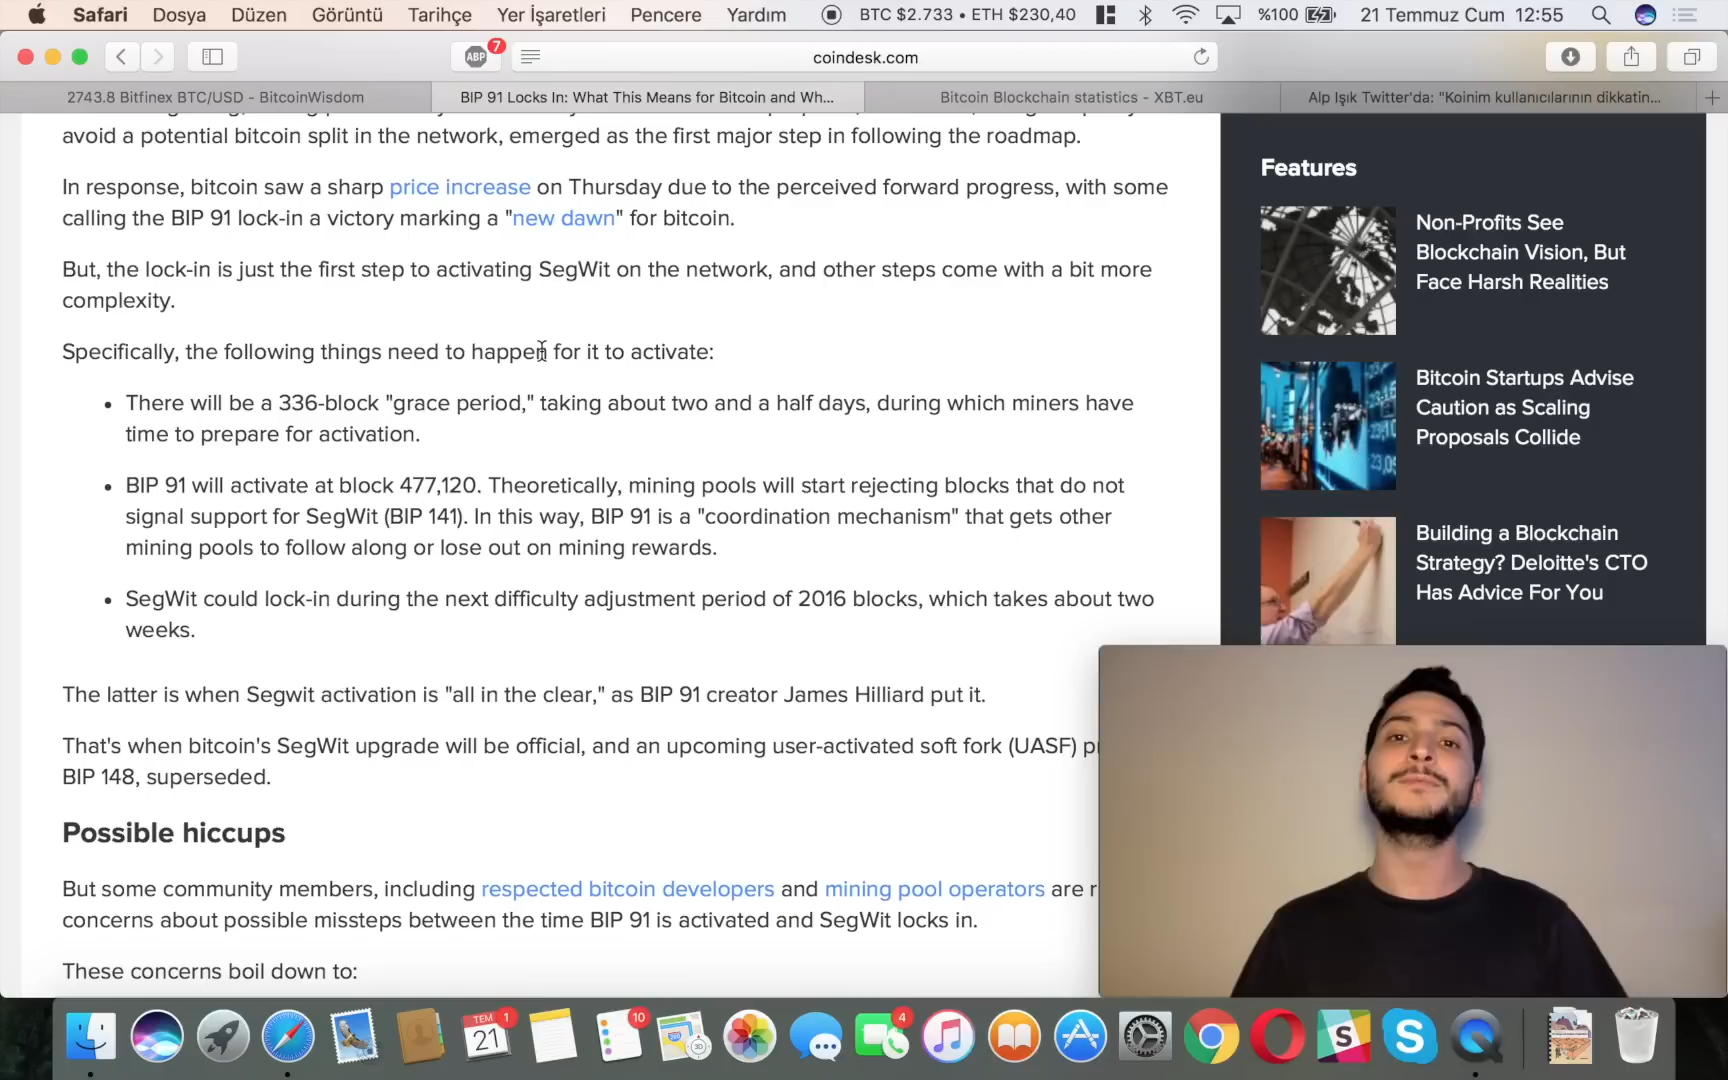 Safari Dosya Düzen Görüntü Tarihçe Yer İşaretleri Pencere Yardım BTC $2.733 • ETH $230,40 %100 21 Temmuz Cum 12:55
ABP 7 coindesk.com
2743.8 Bitfinex BTC/USD - BitcoinWisdom
BIP 91 Locks In: What This Means for Bitcoin and Wh...
Bitcoin Blockchain statistics - XBT.eu
Alp Işık Twitter'da: "Koinim kullanıcılarının dikkatin...
avoid a potential bitcoin split in the network, emerged as the first major step in following the roadmap.
In response, bitcoin saw a sharp price increase on Thursday due to the perceived forward progress, with some
calling the BIP 91 lock-in a victory marking a "new dawn" for bitcoin.
But, the lock-in is just the first step to activating SegWit on the network, and other steps come with a bit more
complexity.
Specifically, the following things need to happen for it to activate:
• There will be a 336-block "grace period," taking about two and a half days, during which miners have
time to prepare for activation.
• BIP 91 will activate at block 477,120. Theoretically, mining pools will start rejecting blocks that do not
signal support for SegWit (BIP 141). In this way, BIP 91 is a "coordination mechanism" that gets other
mining pools to follow along or lose out on mining rewards.
• SegWit could lock-in during the next difficulty adjustment period of 2016 blocks, which takes about two
weeks.
The latter is when Segwit activation is "all in the clear," as BIP 91 creator James Hilliard put it.
That's when bitcoin's SegWit upgrade will be official, and an upcoming user-activated soft fork (UASF) p
BIP 148, superseded.
Possible hiccups
But some community members, including respected bitcoin developers and mining pool operators are r
concerns about possible missteps between the time BIP 91 is activated and SegWit locks in.
These concerns boil down to:
Features
Non-Profits See
Blockchain Vision, But
Face Harsh Realities
Bitcoin Startups Advise
Caution as Scaling
Proposals Collide
Building a Blockchain
Strategy? Deloitte's CTO
Has Advice For You
TEM 21 1
10
3D
4